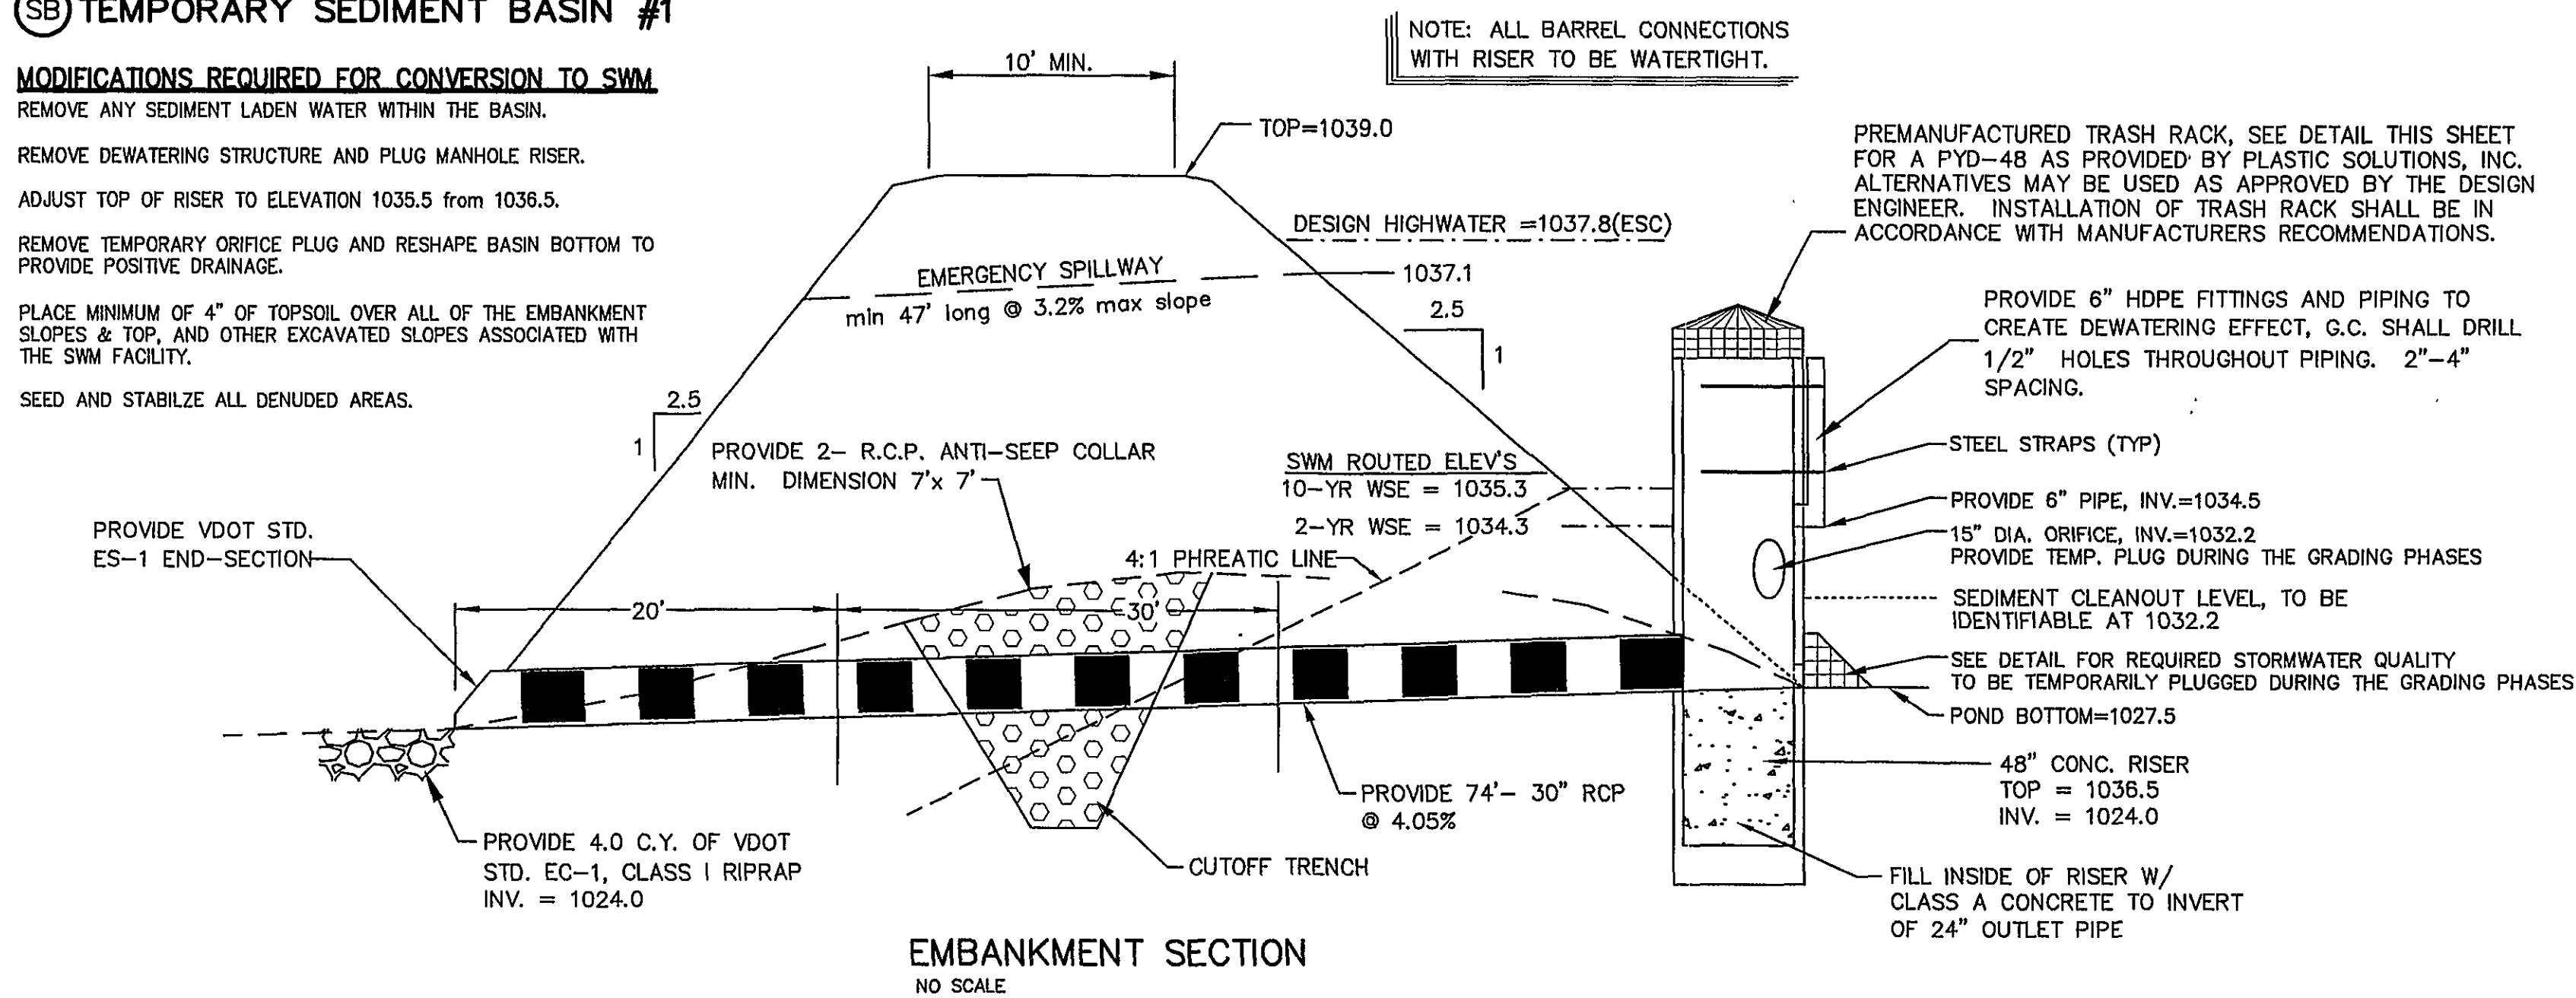 SB TEMPORARY SEDIMENT BASIN #1
MODIFICATIONS REQUIRED FOR CONVERSION TO SWM
REMOVE ANY SEDIMENT LADEN WATER WITHIN THE BASIN.
REMOVE DEWATERING STRUCTURE AND PLUG MANHOLE RISER.
ADJUST TOP OF RISER TO ELEVATION 1035.5 from 1036.5.
REMOVE TEMPORARY ORIFICE PLUG AND RESHAPE BASIN BOTTOM TO
PROVIDE POSITIVE DRAINAGE.
PLACE MINIMUM OF 4" OF TOPSOIL OVER ALL OF THE EMBANKMENT
SLOPES & TOP, AND OTHER EXCAVATED SLOPES ASSOCIATED WITH
THE SWM FACILITY.
SEED AND STABILZE ALL DENUDED AREAS.
NOTE: ALL BARREL CONNECTIONS
WITH RISER TO BE WATERTIGHT.
10' MIN.
TOP=1039.0
DESIGN HIGHWATER =1037.8(ESC)
EMERGENCY SPILLWAY
1037.1
min 47' long @ 3.2% max slope
2.5
1
2.5
1
PREMANUFACTURED TRASH RACK, SEE DETAIL THIS SHEET
FOR A PYD-48 AS PROVIDED BY PLASTIC SOLUTIONS, INC.
ALTERNATIVES MAY BE USED AS APPROVED BY THE DESIGN
ENGINEER. INSTALLATION OF TRASH RACK SHALL BE IN
ACCORDANCE WITH MANUFACTURERS RECOMMENDATIONS.
PROVIDE 6" HDPE FITTINGS AND PIPING TO
CREATE DEWATERING EFFECT, G.C. SHALL DRILL
1/2" HOLES THROUGHOUT PIPING. 2"-4"
SPACING.
STEEL STRAPS (TYP)
PROVIDE 6" PIPE, INV.=1034.5
15" DIA. ORIFICE, INV.=1032.2
PROVIDE TEMP. PLUG DURING THE GRADING PHASES
SEDIMENT CLEANOUT LEVEL, TO BE
IDENTIFIABLE AT 1032.2
SEE DETAIL FOR REQUIRED STORMWATER QUALITY
TO BE TEMPORARILY PLUGGED DURING THE GRADING PHASES
POND BOTTOM=1027.5
48" CONC. RISER
TOP = 1036.5
INV. = 1024.0
FILL INSIDE OF RISER W/
CLASS A CONCRETE TO INVERT
OF 24" OUTLET PIPE
PROVIDE 2- R.C.P. ANTI-SEEP COLLAR
MIN. DIMENSION 7'x 7'
SWM ROUTED ELEV'S
10-YR WSE = 1035.3
2-YR WSE = 1034.3
4:1 PHREATIC LINE
PROVIDE VDOT STD.
ES-1 END-SECTION
20'
30'
PROVIDE 74'- 30" RCP
@ 4.05%
CUTOFF TRENCH
PROVIDE 4.0 C.Y. OF VDOT
STD. EC-1, CLASS I RIPRAP
INV. = 1024.0
EMBANKMENT SECTION
NO SCALE